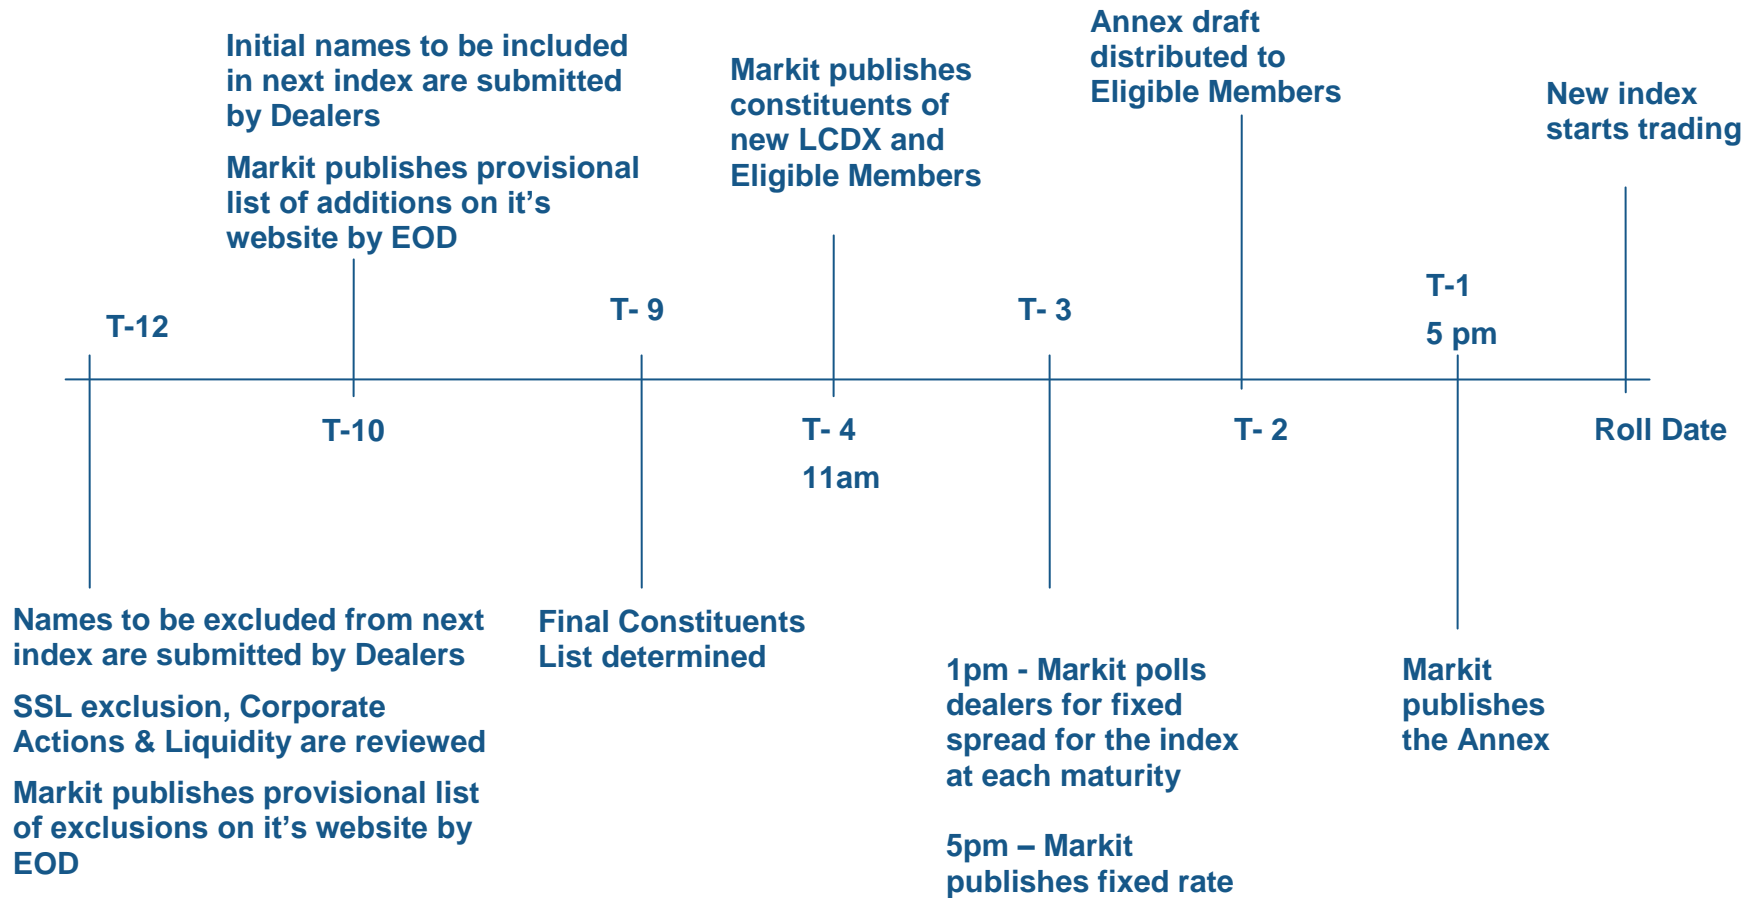 Initial names to be included
in next index are submitted
by Dealers
Markit publishes provisional
list of additions on it’s
website by EOD
Markit publishes
constituents of
new LCDX and
Eligible Members
Annex draft
distributed to
Eligible Members
New index
starts trading
T-12
T- 9
T- 3
T-1
5 pm
T-10
T- 4
11am
T- 2
Roll Date
Names to be excluded from next
index are submitted by Dealers
SSL exclusion, Corporate
Actions & Liquidity are reviewed
Markit publishes provisional list
of exclusions on it’s website by
EOD
Final Constituents
List determined
1pm - Markit polls
dealers for fixed
spread for the index
at each maturity
5pm – Markit
publishes fixed rate
Markit
publishes
the Annex